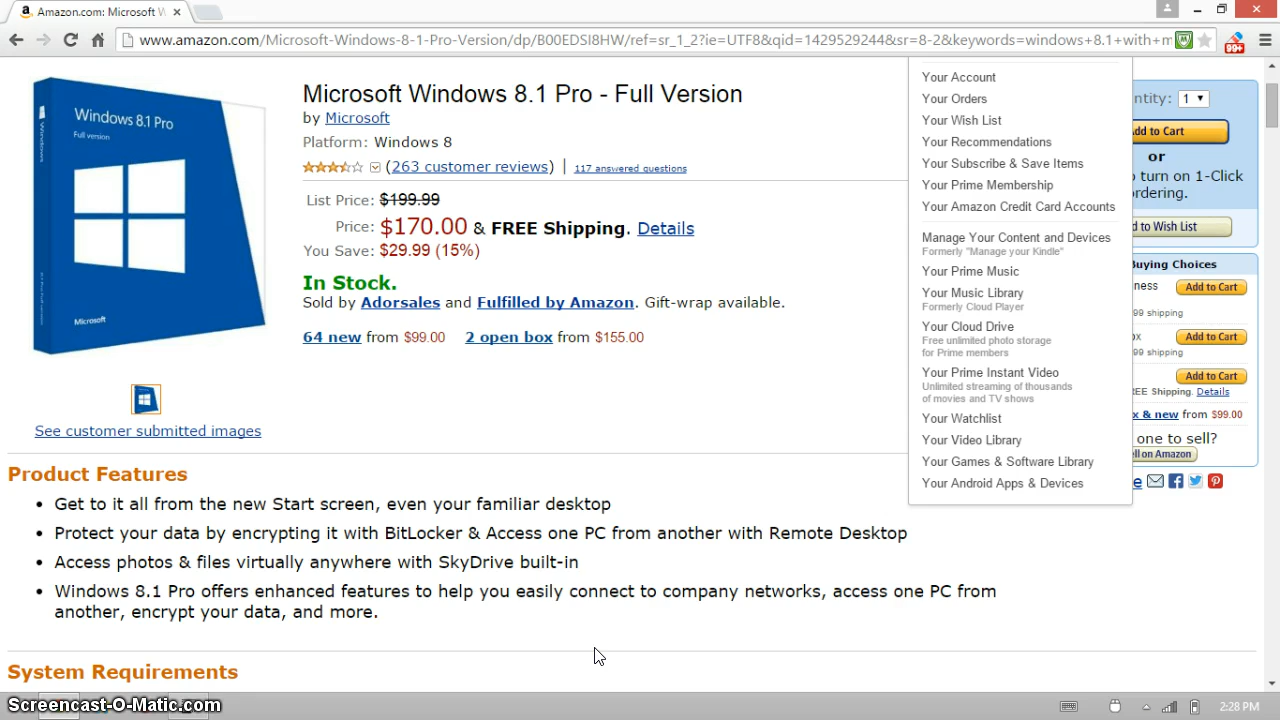 Amazon.com: Microsoft W
www.amazon.com/Microsoft-Windows-8-1-Pro-Version/dp/B00EDSI8HW/ref=sr_1_2?ie=UTF8&qid=1429529244&sr=8-2&keywords=windows+8.1+with+m
99+
Windows 8.1 Pro
Full version
Windows
Microsoft
See customer submitted images
Microsoft Windows 8.1 Pro - Full Version
by Microsoft
Platform: Windows 8
(263 customer reviews) | 117 answered questions
List Price: $199.99
Price: $170.00 & FREE Shipping. Details
You Save: $29.99 (15%)
In Stock.
Sold by Adorsales and Fulfilled by Amazon. Gift-wrap available.
64 new from $99.00 2 open box from $155.00
Your Account
Your Orders
Your Wish List
Your Recommendations
Your Subscribe & Save Items
Your Prime Membership
Your Amazon Credit Card Accounts
Manage Your Content and Devices
Formerly "Manage your Kindle"
Your Prime Music
Your Music Library
Formerly Cloud Player
Your Cloud Drive
Free unlimited photo storage
for Prime members
Your Prime Instant Video
Unlimited streaming of thousands
of movies and TV shows
Your Watchlist
Your Video Library
Your Games & Software Library
Your Android Apps & Devices
ntity: 1
dd to Cart
or
o turn on 1-Click
rdering.
d to Wish List
Buying Choices
ness Add to Cart
99 shipping
x Add to Cart
99 shipping
Add to Cart
EE Shipping. Details
x & new from $99.00
one to sell?
ell on Amazon
e
Product Features
• Get to it all from the new Start screen, even your familiar desktop
• Protect your data by encrypting it with BitLocker & Access one PC from another with Remote Desktop
• Access photos & files virtually anywhere with SkyDrive built-in
• Windows 8.1 Pro offers enhanced features to help you easily connect to company networks, access one PC from
another, encrypt your data, and more.
System Requirements
Screencast-O-Matic.com
2:28 PM